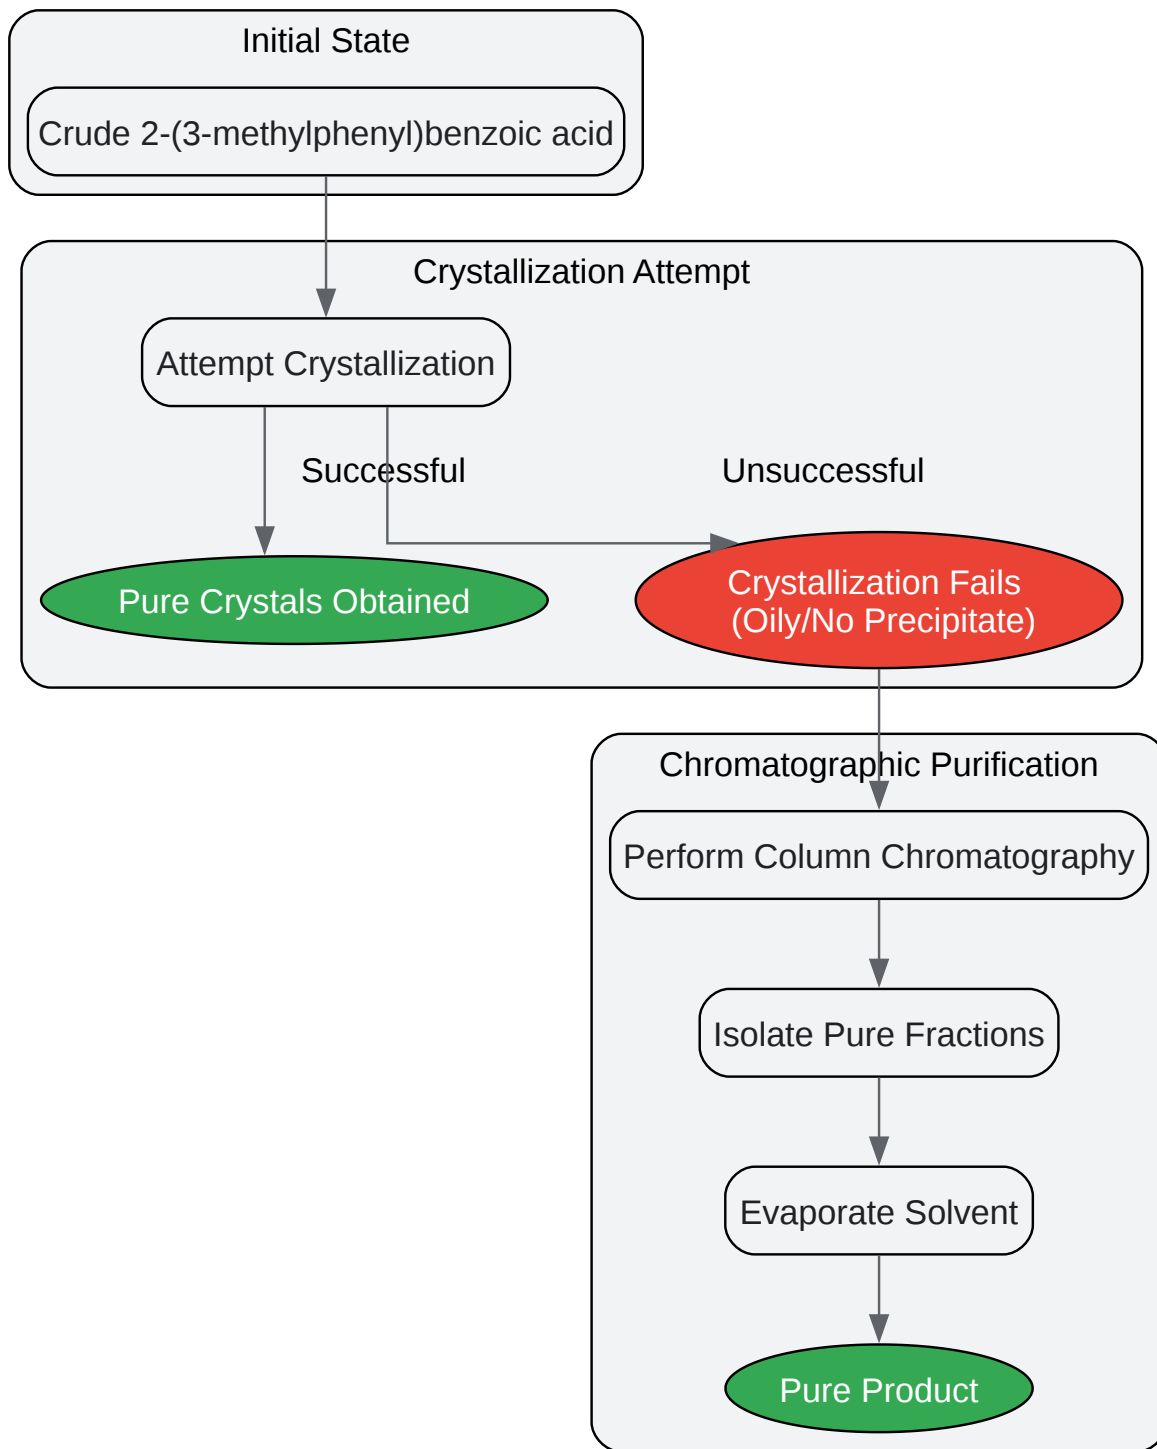 Initial State
Crude 2-(3-methylphenyl)benzoic acid
Crystallization Attempt
Attempt Crystallization
Successful
Unsuccessful
Pure Crystals Obtained
Crystallization Fails
(Oily/No Precipitate)
Chromatographic Purification
Perform Column Chromatography
Isolate Pure Fractions
Evaporate Solvent
Pure Product